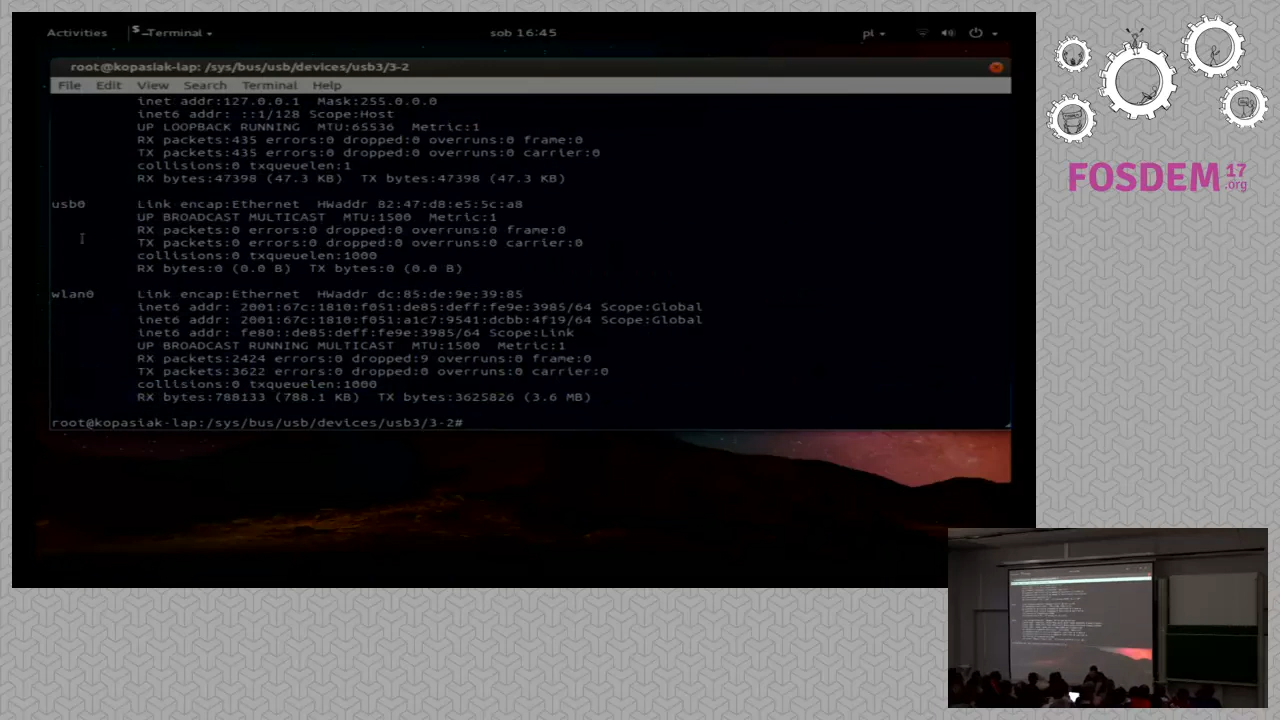 Activities
Terminal
sob 16:45
pl
root@kopasiak-lap: /sys/bus/usb/devices/usb3/3-2
File Edit View Search Terminal Help
inet addr:127.0.0.1 Mask:255.0.0.0
inet6 addr: ::1/128 Scope:Host
UP LOOPBACK RUNNING MTU:65536 Metric:1
RX packets:435 errors:0 dropped:0 overruns:0 frame:0
TX packets:435 errors:0 dropped:0 overruns:0 carrier:0
collisions:0 txqueuelen:1
RX bytes:47398 (47.3 KB) TX bytes:47398 (47.3 KB)
usb0 Link encap:Ethernet HWaddr 82:47:d8:e5:5c:a8
UP BROADCAST MULTICAST MTU:1500 Metric:1
RX packets:0 errors:0 dropped:0 overruns:0 frame:0
TX packets:0 errors:0 dropped:0 overruns:0 carrier:0
collisions:0 txqueuelen:1000
RX bytes:0 (0.0 B) TX bytes:0 (0.0 B)
wlan0 Link encap:Ethernet HWaddr dc:85:de:9e:39:85
inet6 addr: 2001:67c:1810:f051:de85:deff:fe9e:3985/64 Scope:Global
inet6 addr: 2001:67c:1810:f051:a1c7:9541:dcbb:4f19/64 Scope:Global
inet6 addr: fe80::de85:deff:fe9e:3985/64 Scope:Link
UP BROADCAST RUNNING MULTICAST MTU:1500 Metric:1
RX packets:2424 errors:0 dropped:9 overruns:0 frame:0
TX packets:3622 errors:0 dropped:0 overruns:0 carrier:0
collisions:0 txqueuelen:1000
RX bytes:788133 (788.1 KB) TX bytes:3625826 (3.6 MB)
root@kopasiak-lap:/sys/bus/usb/devices/usb3/3-2#
FOSDEM 17 .org